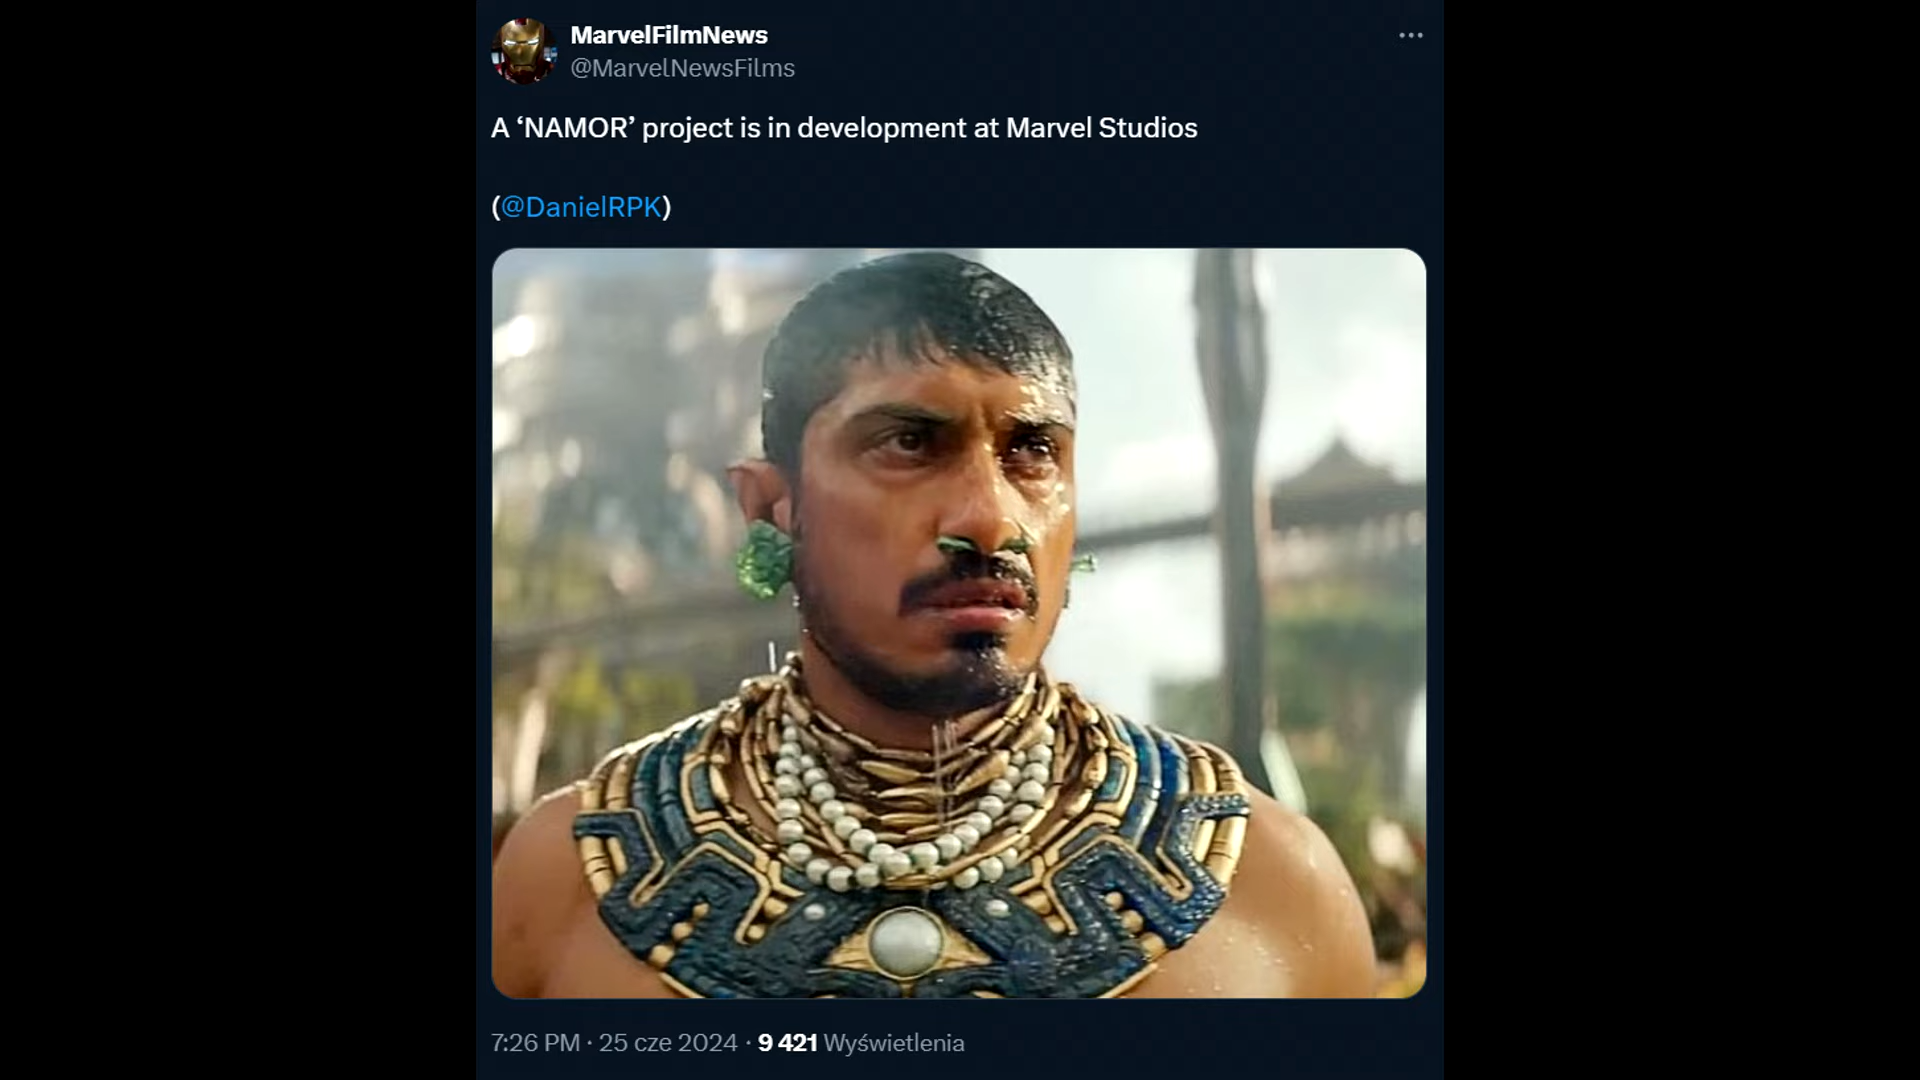 MarvelFilmNews
@MarvelNewsFilms
A ‘NAMOR’ project is in development at Marvel Studios
(@DanielRPK)
7:26 PM · 25 cze 2024 · 9 421 Wyświetlenia